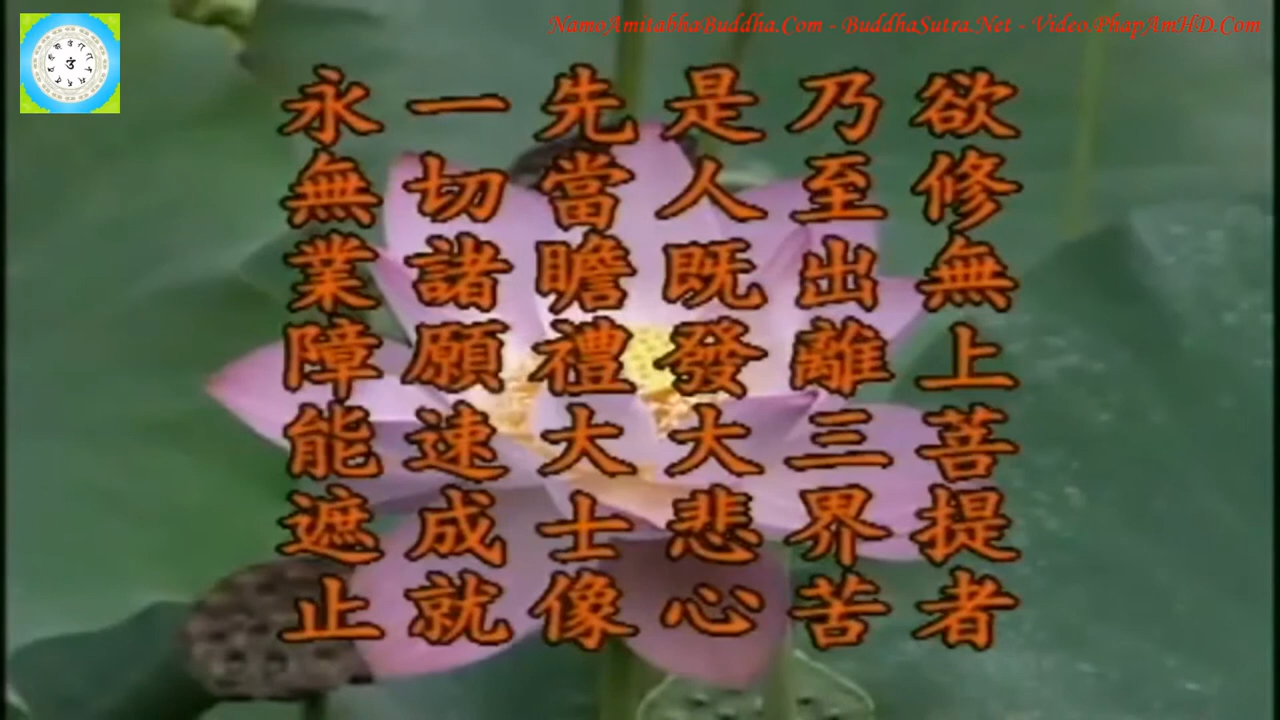 NamoAmitabhaBuddha.Com - BuddhaSutra.Net - Video.PhapAmHD.Com
欲修無上菩提者
乃至出離三界苦
是人既發大悲心
先當瞻禮大士像
一切諸願速成就
永無業障能遮止